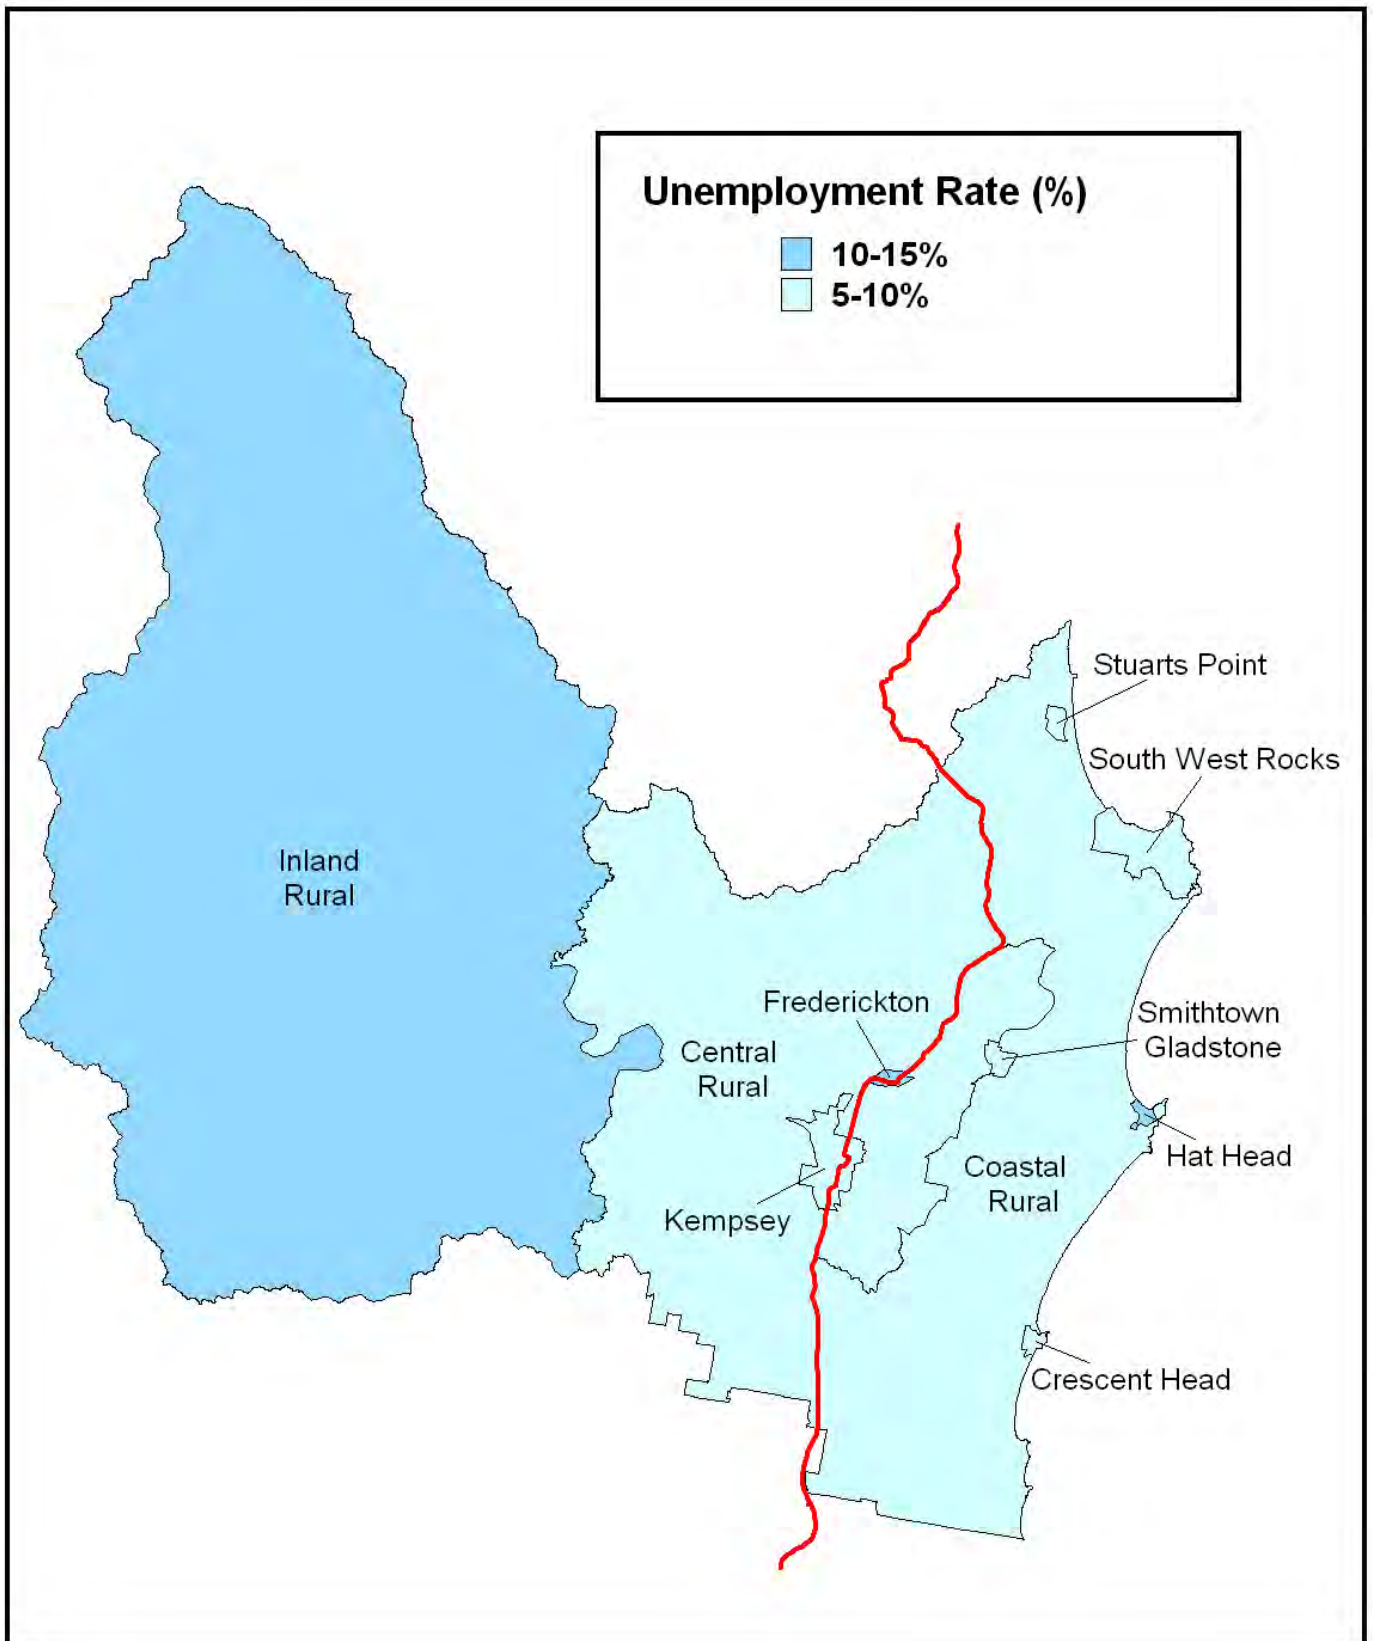 Unemployment Rate (%)
10-15%
5-10%
Stuarts Point
South West Rocks
Inland
Rural
Frederickton
Smithtown
Gladstone
Central
Rural
Hat Head
Coastal
Rural
Kempsey
Crescent Head